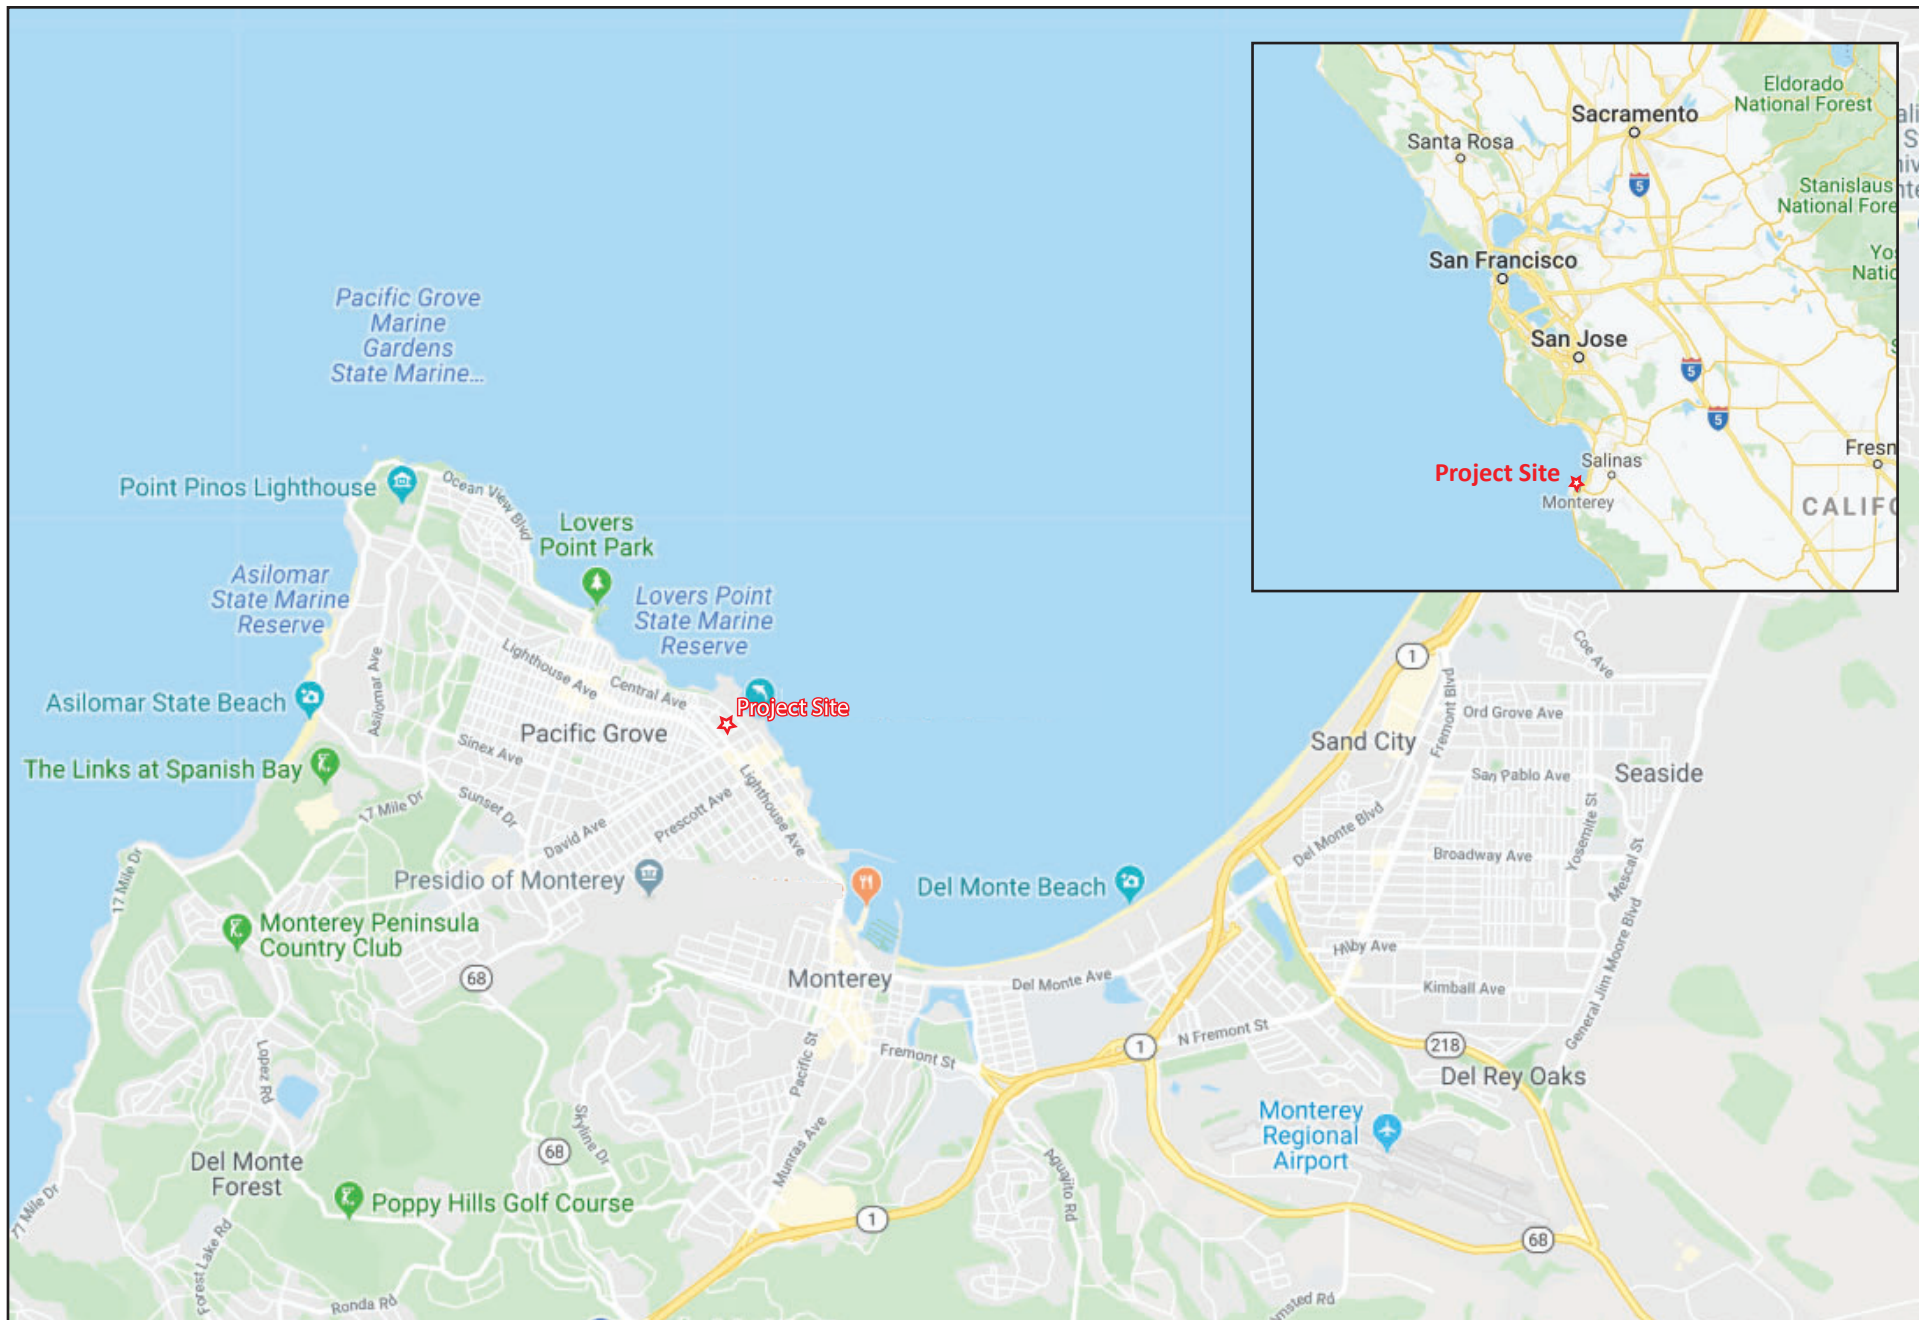 Pacific Grove
Marine
Gardens
State Marine...
Point Pinos Lighthouse
Ocean View Blvd
Lovers
Point Park
Asilomar
State Marine
Reserve
Lovers Point
State Marine
Reserve
Asilomar Ave
Lighthouse Ave
Central Ave
Asilomar State Beach
Project Site
Pacific Grove
Sinex Ave
The Links at Spanish Bay
17 Mile Dr
Sunset Dr
David Ave
Prescott Ave
Lighthouse Ave
17 Mile Dr
Presidio of Monterey
Del Monte Beach
Monterey Peninsula
Country Club
68
Monterey
Del Monte Ave
Lopez Rd
Pacific St
Fremont St
1
N Fremont St
Skyline Dr
68
Munras Ave
Aguajito Rd
Del Monte
Forest
Poppy Hills Golf Course
17 Mile Dr
Forest Lake Rd
Ronda Rd
1
Monterey
Regional
Airport
68
218
Del Rey Oaks
General Jim Moore Blvd
Kimball Ave
Broadway Ave
Del Monte Blvd
Yosemite St
Mescal St
San Pablo Ave
Seaside
Sand City
Ord Grove Ave
Fremont Blvd
Coe Ave
1
Eldorado
National Forest
Sacramento
Santa Rosa
5
Stanislaus
National Fore
San Francisco
Yos
Natio
San Jose
5
5
Fresn
Salinas
Project Site
Monterey
CALIF